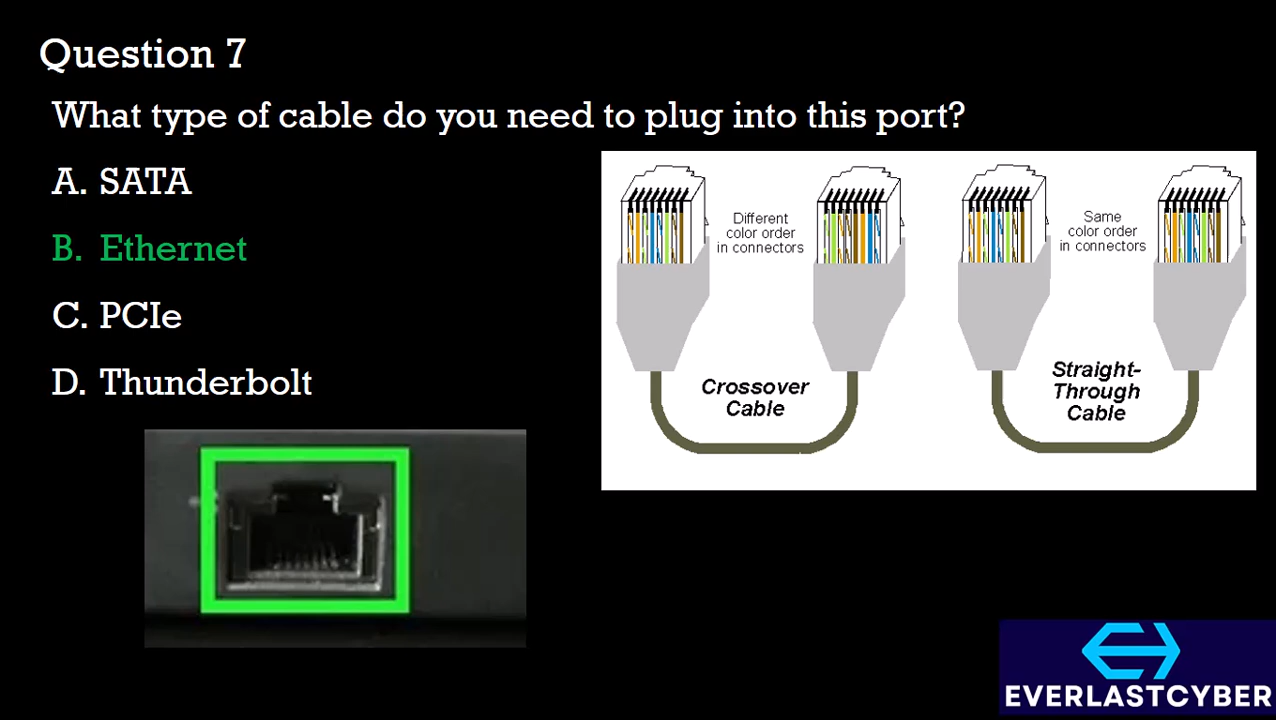 Question 7
What type of cable do you need to plug into this port?
A. SATA
B. Ethernet
C. PCIe
D. Thunderbolt
Different
color order
in connectors
Same
color order
in connectors
Crossover
Cable
Straight-
Through
Cable
EVERLASTCYBER